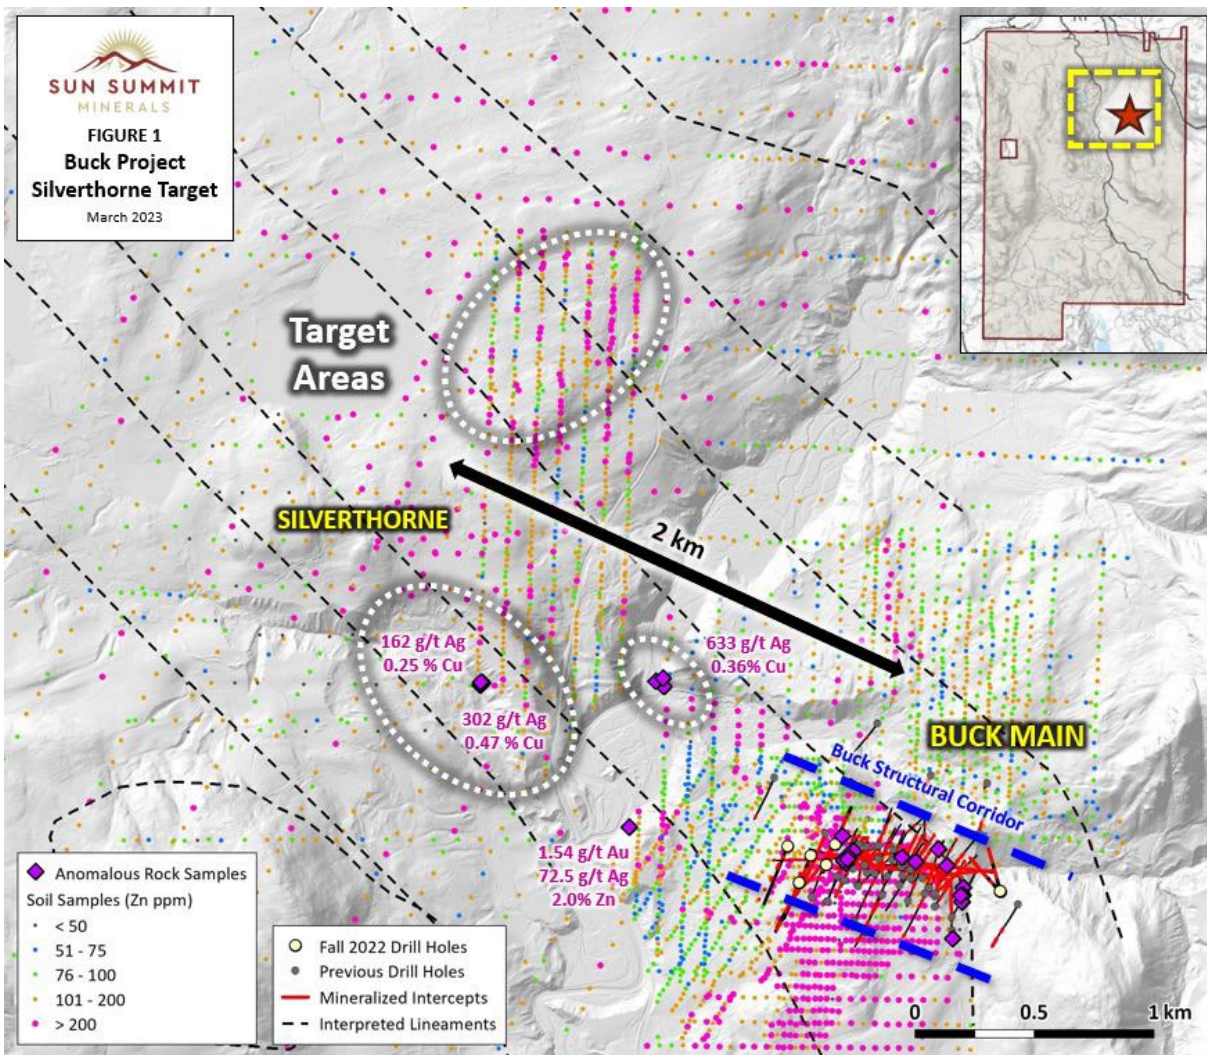 SUN SUMMIT
MINERALS
FIGURE 1
Buck Project
Silverthorne Target
March 2023
Target
Areas
SILVERTHORNE
2 km
162 g/t Ag
0.25 % Cu
633 g/t Ag
0.36% Cu
302 g/t Ag
0.47 % Cu
BUCK MAIN
Buck Structural Corridor
1.54 g/t Au
72.5 g/t Ag
2.0% Zn
Anomalous Rock Samples
Soil Samples (Zn ppm)
< 50
51 - 75
76 - 100
101 - 200
> 200
Fall 2022 Drill Holes
Previous Drill Holes
Mineralized Intercepts
Interpreted Lineaments
0 0.5 1 km